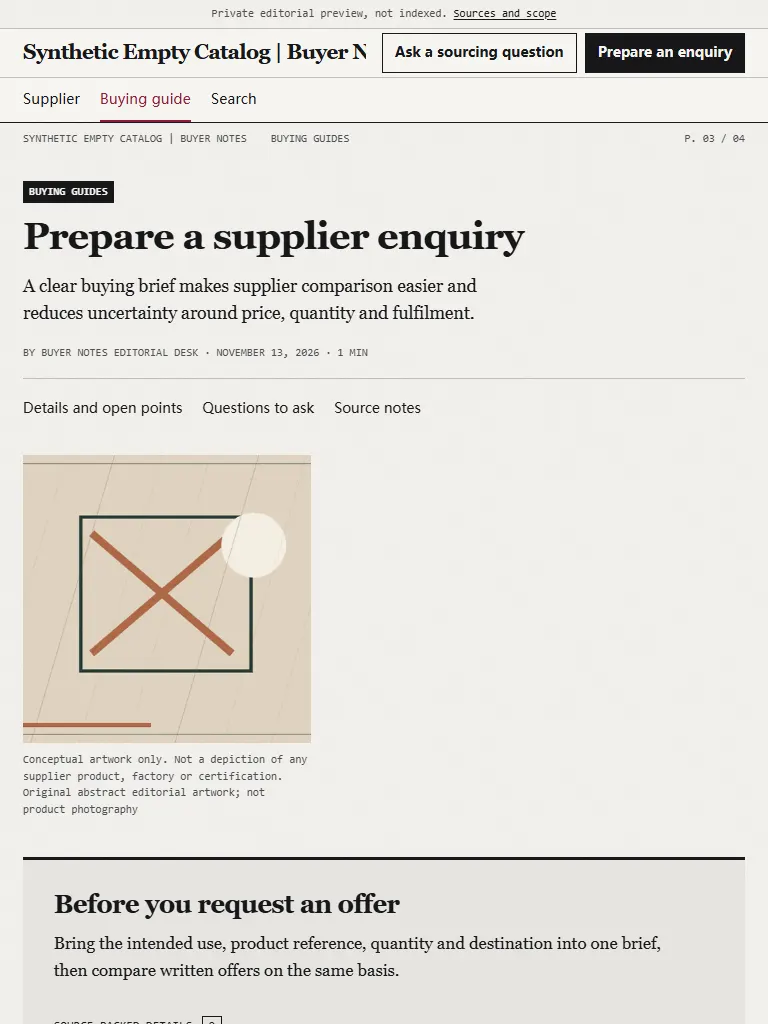 Private editorial preview, not indexed. Sources and scope
Synthetic Empty Catalog | Buyer N
Ask a sourcing question
Prepare an enquiry
Supplier Buying guide Search
SYNTHETIC EMPTY CATALOG | BUYER NOTES BUYING GUIDES P. 03 / 04
BUYING GUIDES
Prepare a supplier enquiry
A clear buying brief makes supplier comparison easier and
reduces uncertainty around price, quantity and fulfilment.
BY BUYER NOTES EDITORIAL DESK · NOVEMBER 13, 2026 · 1 MIN
Details and open points Questions to ask Source notes
Conceptual artwork only. Not a depiction of any
supplier product, factory or certification.
Original abstract editorial artwork; not
product photography
Before you request an offer
Bring the intended use, product reference, quantity and destination into one brief,
then compare written offers on the same basis.